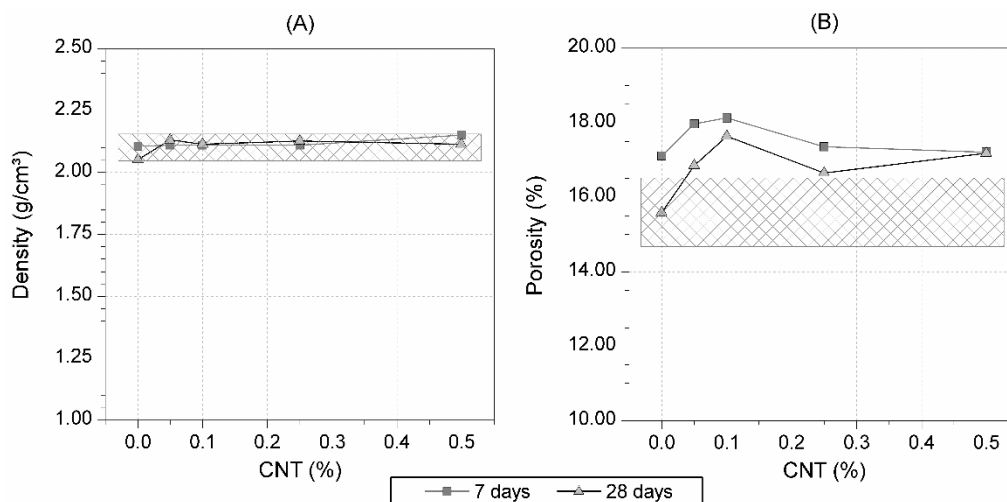 (A)
2.50
2.25
2.00
1.75
1.50
1.25
1.00
Density (g/cm³)
0.0 0.1 0.2 0.3 0.4 0.5
CNT (%)
(B)
20.00
18.00
16.00
14.00
12.00
10.00
Porosity (%)
0.0 0.1 0.2 0.3 0.4 0.5
CNT (%)
7 days 28 days